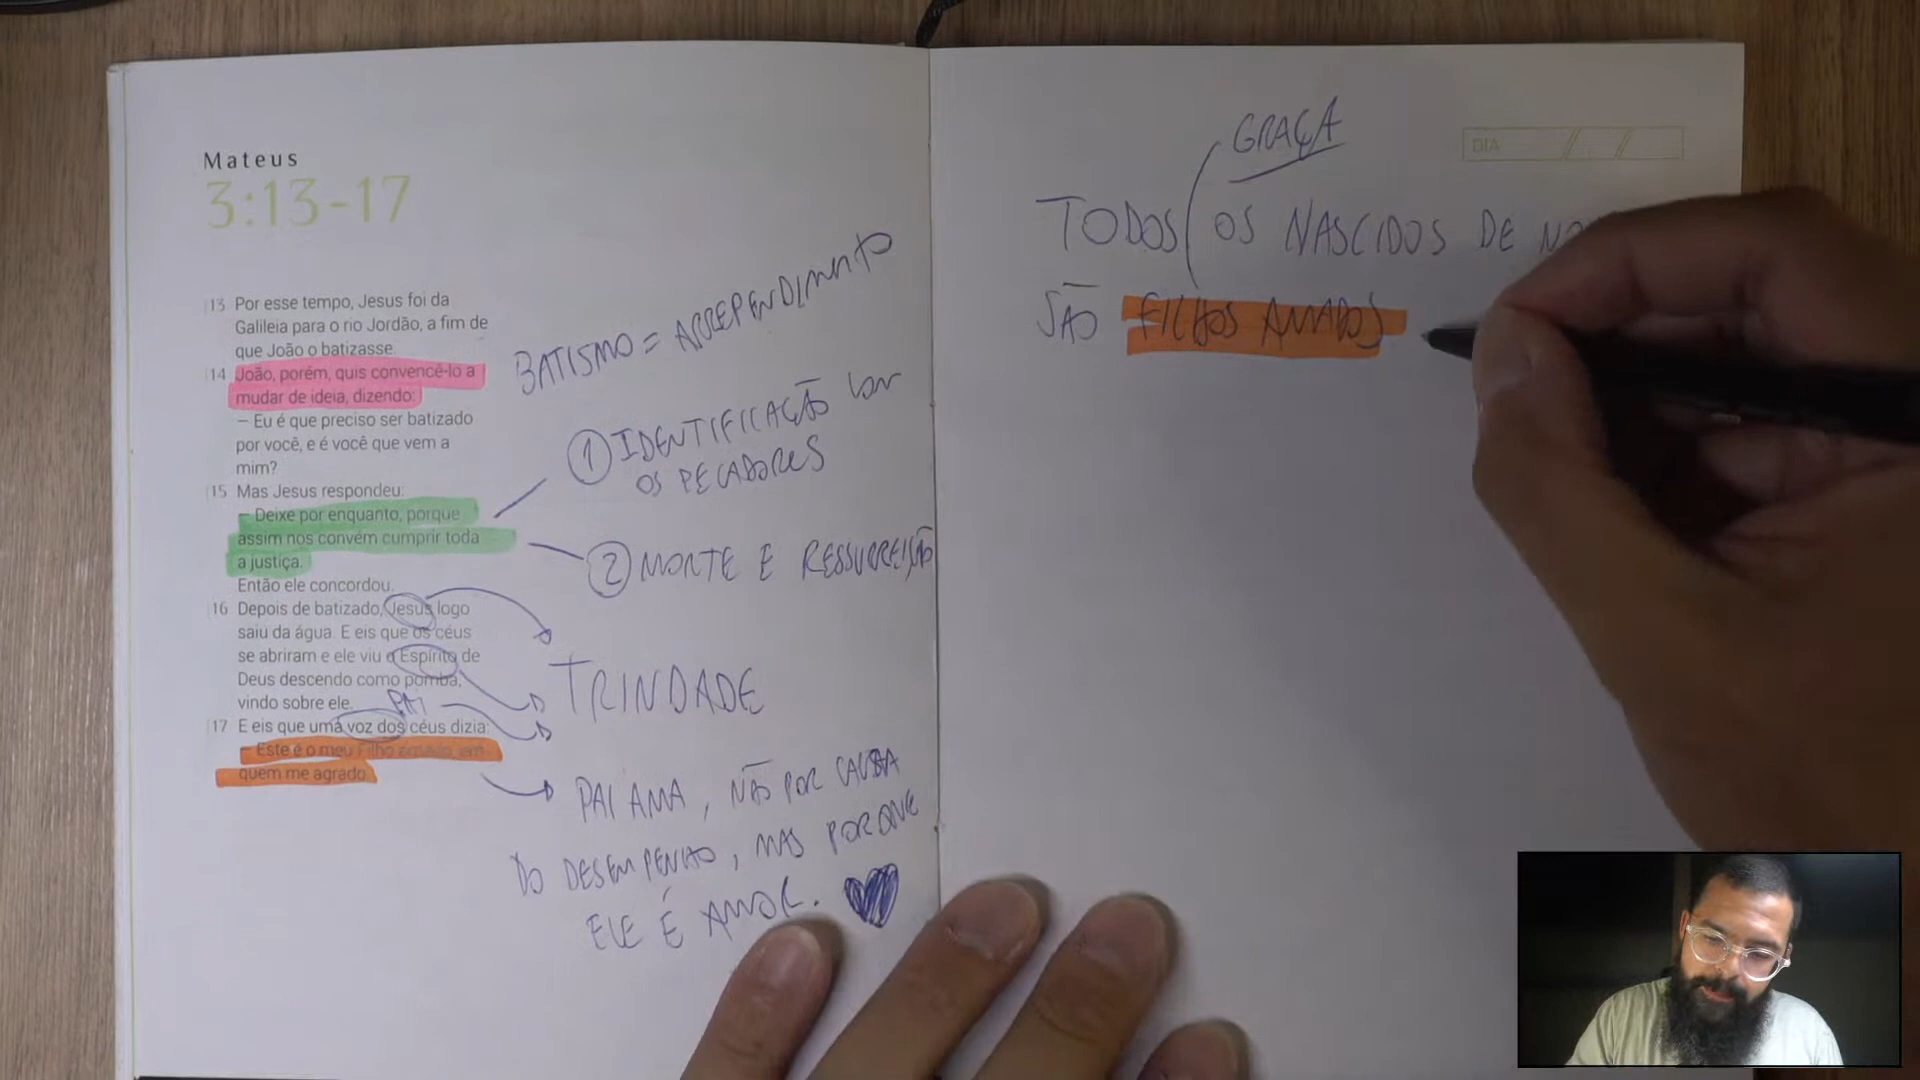 Mateus
3:13-17
13 Por esse tempo, Jesus foi da
Galileia para o rio Jordão, a fim de
que João o batizasse.
14 João, porém, quis convencê-lo a
mudar de ideia, dizendo:
– Eu é que preciso ser batizado
por você, e é você que vem a
mim?
15 Mas Jesus respondeu:
– Deixe por enquanto, porque
assim nos convém cumprir toda
a justiça.
Então ele concordou.
16 Depois de batizado, Jesus logo
saiu da água. E eis que os céus
se abriram e ele viu o Espírito de
Deus descendo como pomba,
vindo sobre ele.
PAI
17 E eis que uma voz dos céus dizia:
– Este é o meu Filho amado, em
quem me agrado.
BATISMO = ARREPENDIMENTO
1 IDENTIFICAÇÃO com
OS PECADORES
2 MORTE E RESSURREIÇÃO
TRINDADE
PAI AMA, NÃO POR CAUSA
DO DESEMPENHO, MAS PORQUE
ELE É AMOR.
DIA / /
GRAÇA
TODOS OS NASCIDOS DE
SÃO FILHOS AMADOS